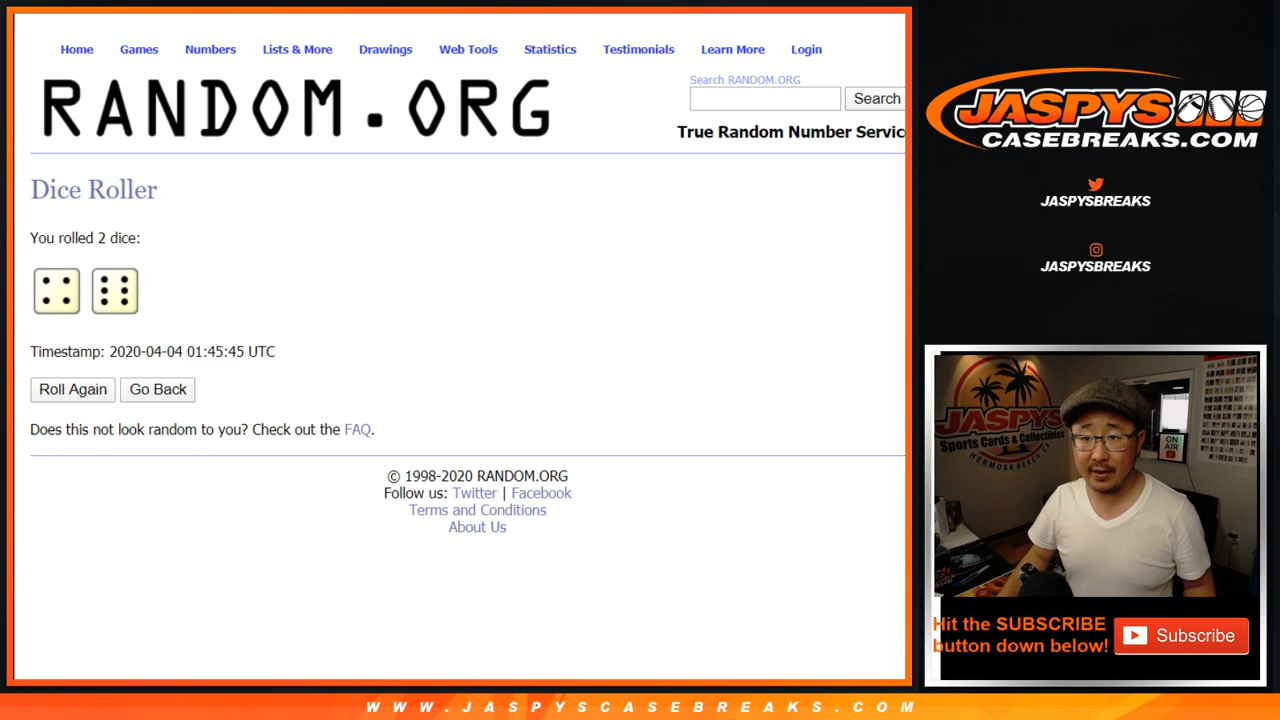 Home Games Numbers Lists & More Drawings Web Tools Statistics Testimonials Learn More Login
RANDOM.ORG
Search RANDOM.ORG
Search
True Random Number Servic
Dice Roller
You rolled 2 dice:
Timestamp: 2020-04-04 01:45:45 UTC
Roll Again Go Back
Does this not look random to you? Check out the FAQ.
© 1998-2020 RANDOM.ORG
Follow us: Twitter | Facebook
Terms and Conditions
About Us
JASPYS
CASEBREAKS.COM
JASPYSBREAKS
JASPYSBREAKS
JASPYS
Sports Cards & Collectibles
HERMOSA BEACH, CA
ON
AIR
Hit the SUBSCRIBE
button down below!
Subscribe
WWW.JASPYSCASEBREAKS.COM